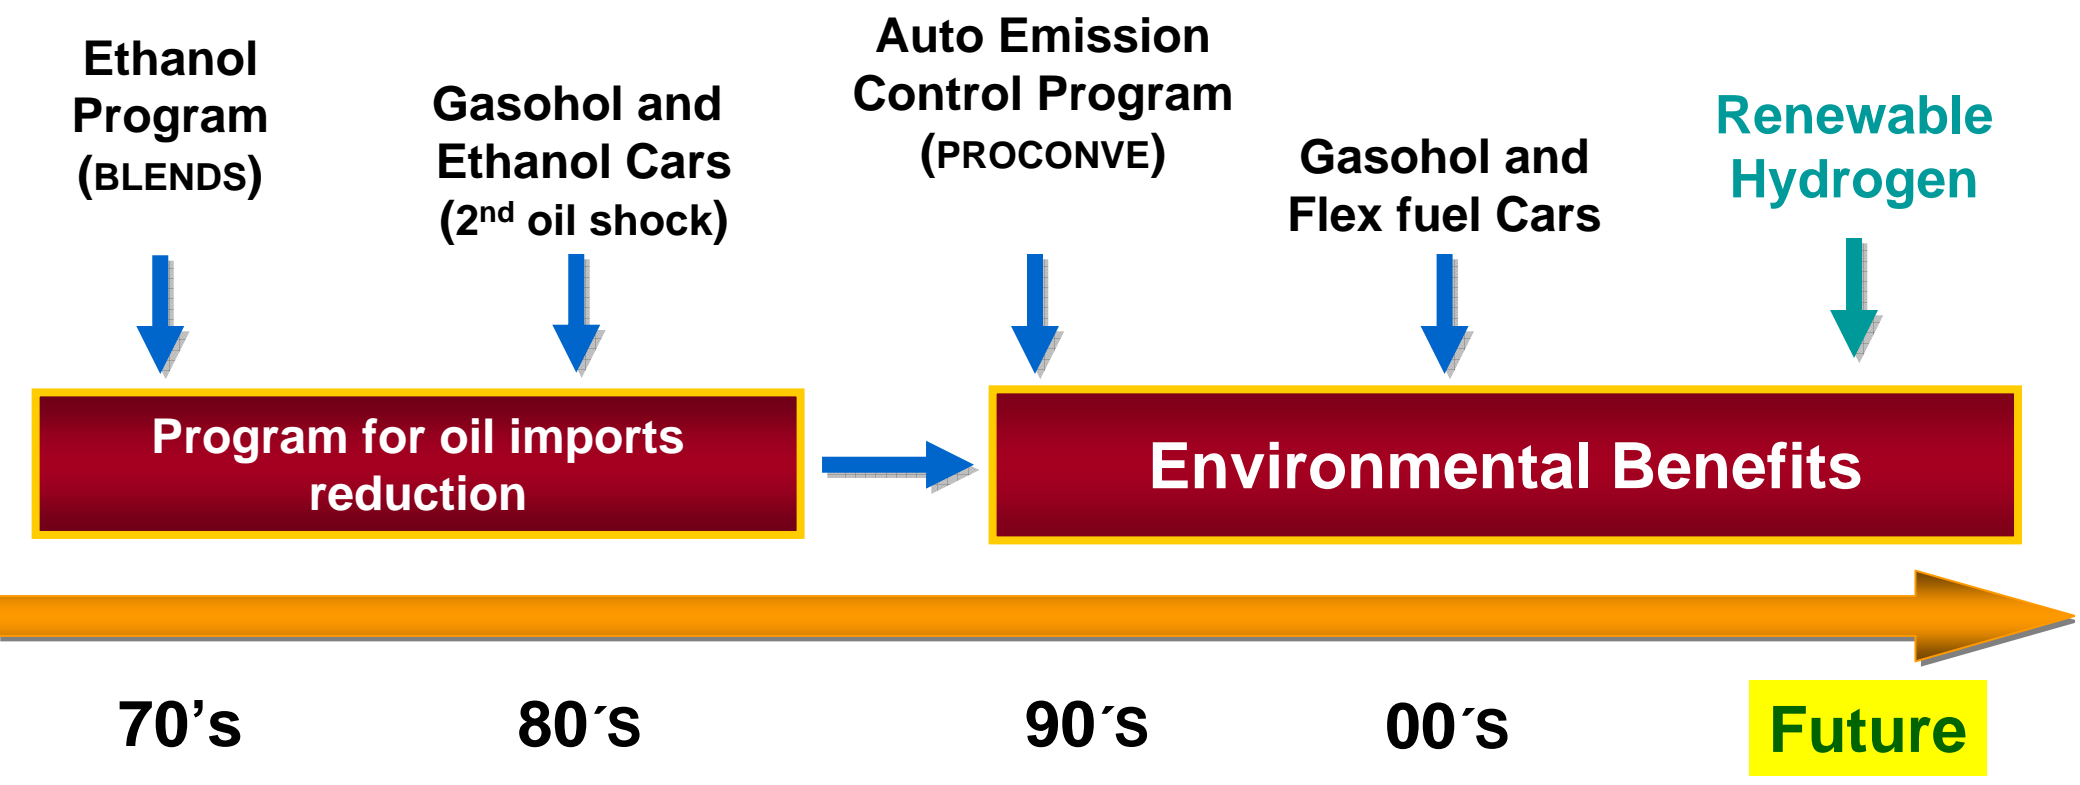 Ethanol
Program
(BLENDS)
Gasohol and
Ethanol Cars
(2nd oil shock)
Auto Emission
Control Program
(PROCONVE)
Gasohol and
Flex fuel Cars
Renewable
Hydrogen
Program for oil imports
reduction
Environmental Benefits
70’s
80´S
90´S
00´S
Future